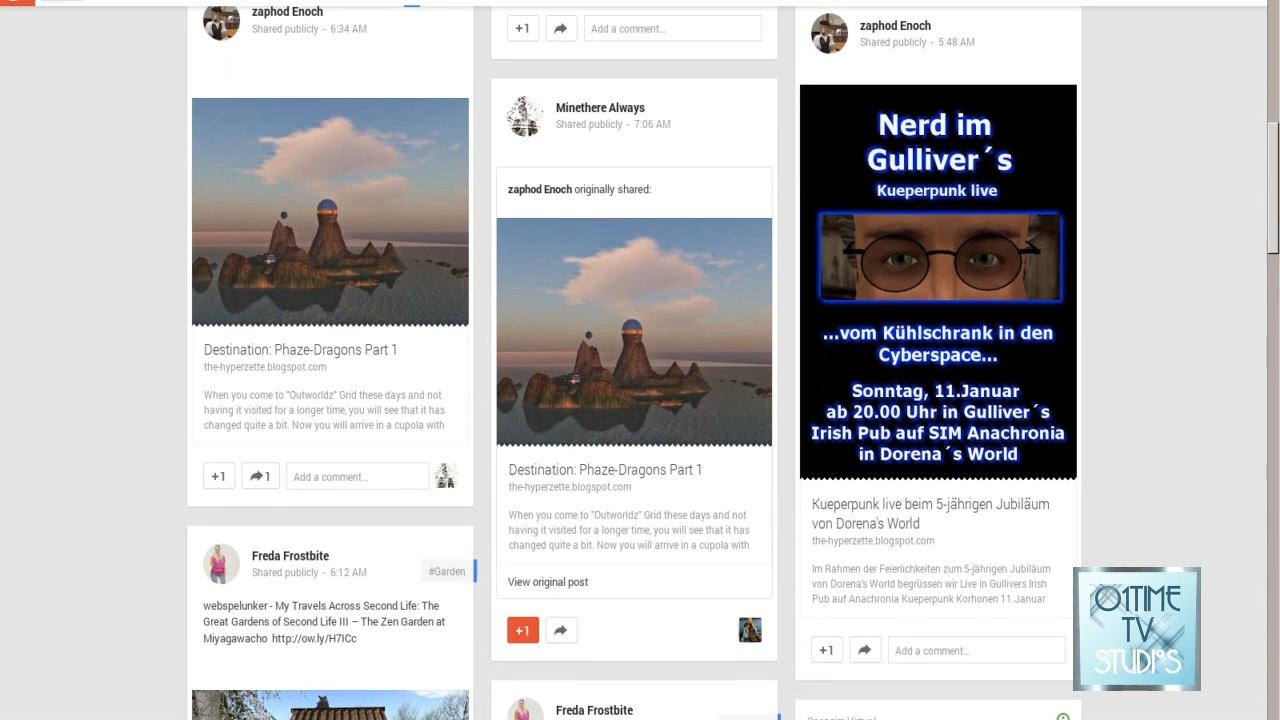 zaphod Enoch
Shared publicly - 6:34 AM
Destination: Phaze-Dragons Part 1
the-hyperzette.blogspot.com
When you come to "Outworldz" Grid these days and not
having it visited for a longer time, you will see that it has
changed quite a bit. Now you will arrive in a cupola with
+1
1
Add a comment...
Freda Frostbite
Shared publicly - 6:12 AM
#Garden
webspelunker - My Travels Across Second Life: The
Great Gardens of Second Life III – The Zen Garden at
Miyagawacho http://ow.ly/H7ICc
+1
Add a comment...
Minethere Always
Shared publicly - 7:06 AM
zaphod Enoch originally shared:
Destination: Phaze-Dragons Part 1
the-hyperzette.blogspot.com
When you come to "Outworldz" Grid these days and not
having it visited for a longer time, you will see that it has
changed quite a bit. Now you will arrive in a cupola with
View original post
+1
Freda Frostbite
zaphod Enoch
Shared publicly - 5:48 AM
Nerd im
Gulliver´s
Kueperpunk live
...vom Kühlschrank in den
Cyberspace...
Sonntag, 11.Januar
ab 20.00 Uhr in Gulliver´s
Irish Pub auf SIM Anachronia
in Dorena´s World
Kueperpunk live beim 5-jährigen Jubiläum
von Dorena's World
the-hyperzette.blogspot.com
Im Rahmen der Feierlichkeiten zum 5-jährigen Jubiläum
von Dorena's World begrüssen wir Live in Gullivers Irish
Pub auf Anachronia Kueperpunk Korhonen 11.Januar
+1
Add a comment...
01TIME
TV
STUDIOS